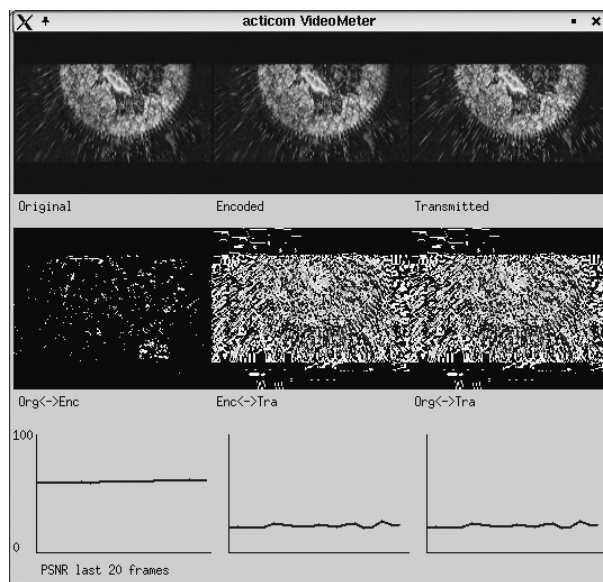 acticom VideoMeter
Original Encoded Transmitted
Org<->Enc Enc<->Tra Org<->Tra
100
0
PSNR last 20 frames